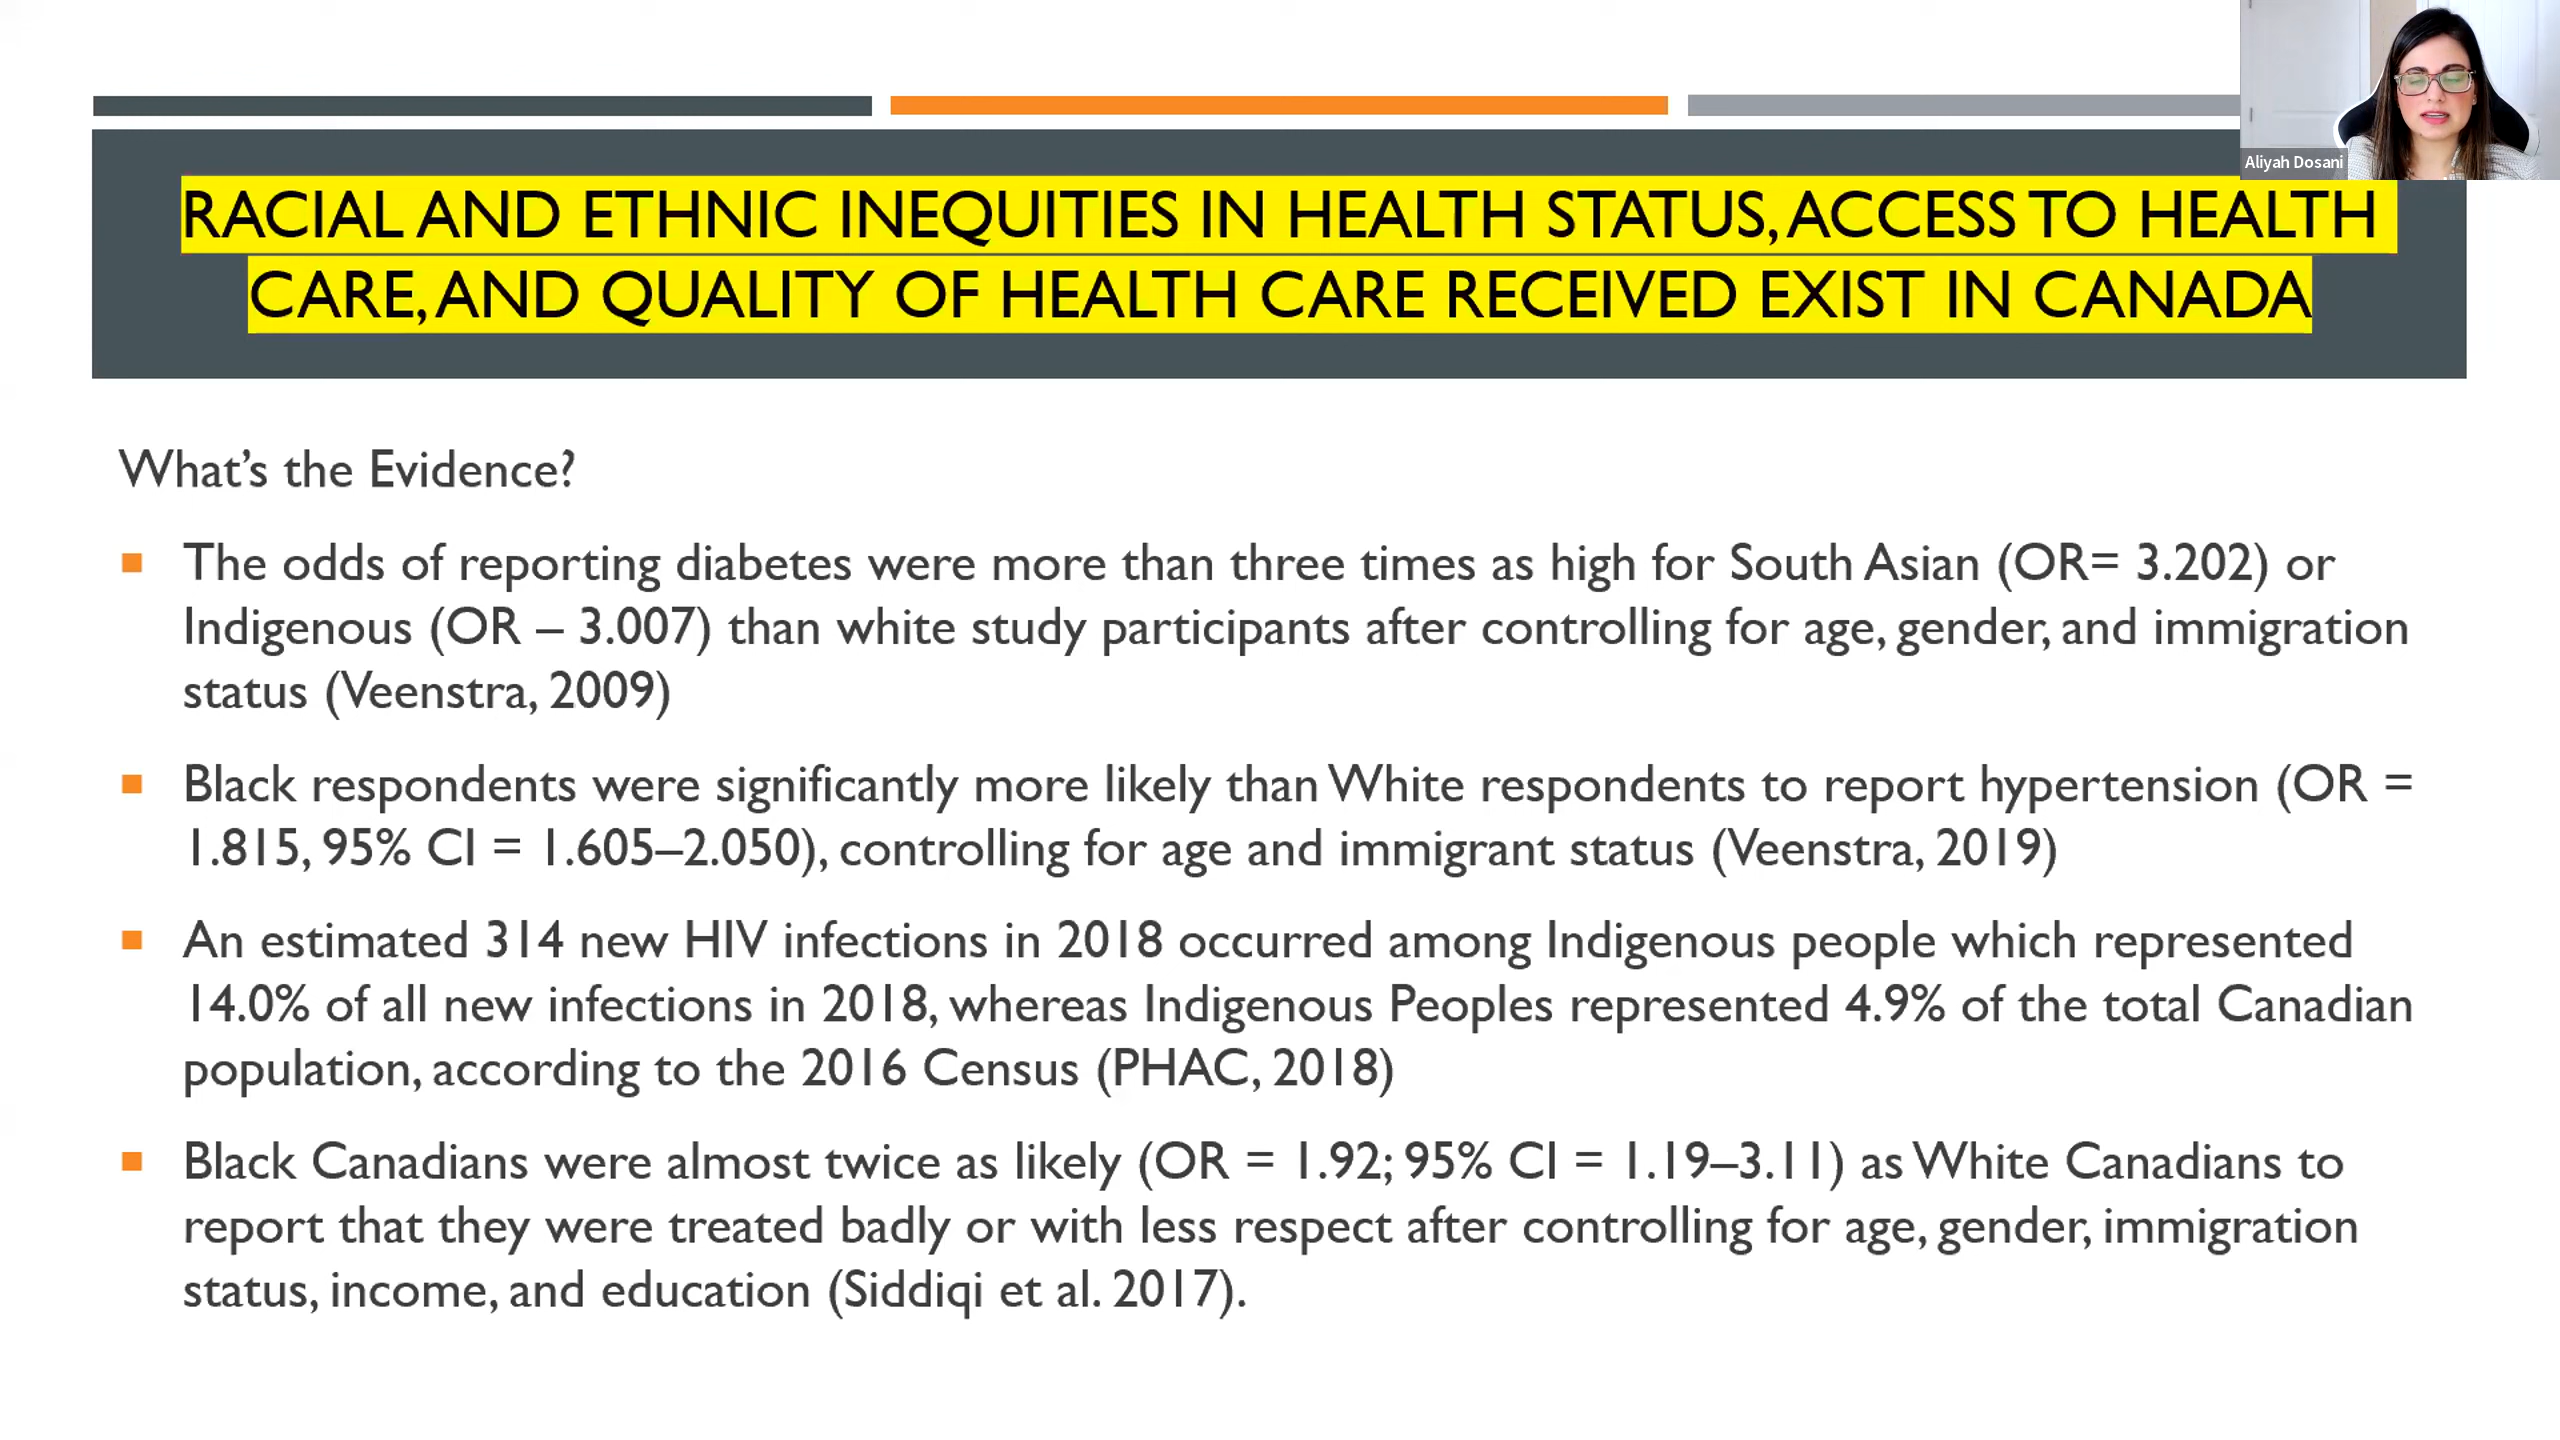 Aliyah Dosani
RACIAL AND ETHNIC INEQUITIES IN HEALTH STATUS, ACCESS TO HEALTH
CARE, AND QUALITY OF HEALTH CARE RECEIVED EXIST IN CANADA
What’s the Evidence?
The odds of reporting diabetes were more than three times as high for South Asian (OR= 3.202) or
Indigenous (OR – 3.007) than white study participants after controlling for age, gender, and immigration
status (Veenstra, 2009)
Black respondents were significantly more likely than White respondents to report hypertension (OR =
1.815, 95% CI = 1.605–2.050), controlling for age and immigrant status (Veenstra, 2019)
An estimated 314 new HIV infections in 2018 occurred among Indigenous people which represented
14.0% of all new infections in 2018, whereas Indigenous Peoples represented 4.9% of the total Canadian
population, according to the 2016 Census (PHAC, 2018)
Black Canadians were almost twice as likely (OR = 1.92; 95% CI = 1.19–3.11) as White Canadians to
report that they were treated badly or with less respect after controlling for age, gender, immigration
status, income, and education (Siddiqi et al. 2017).